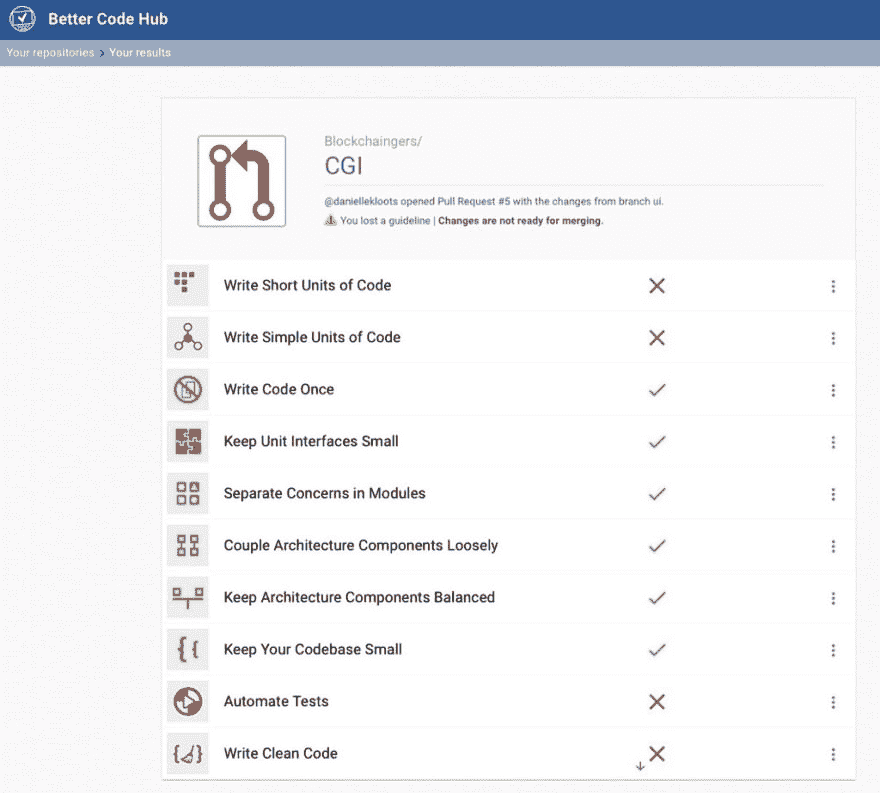 Better Code Hub
Your repositories > Your results
Blockchaingers/
CGI
@daniellekloots opened Pull Request #5 with the changes from branch ui.
You lost a guideline | Changes are not ready for merging.
Write Short Units of Code
Write Simple Units of Code
Write Code Once
Keep Unit Interfaces Small
Separate Concerns in Modules
Couple Architecture Components Loosely
Keep Architecture Components Balanced
Keep Your Codebase Small
Automate Tests
Write Clean Code